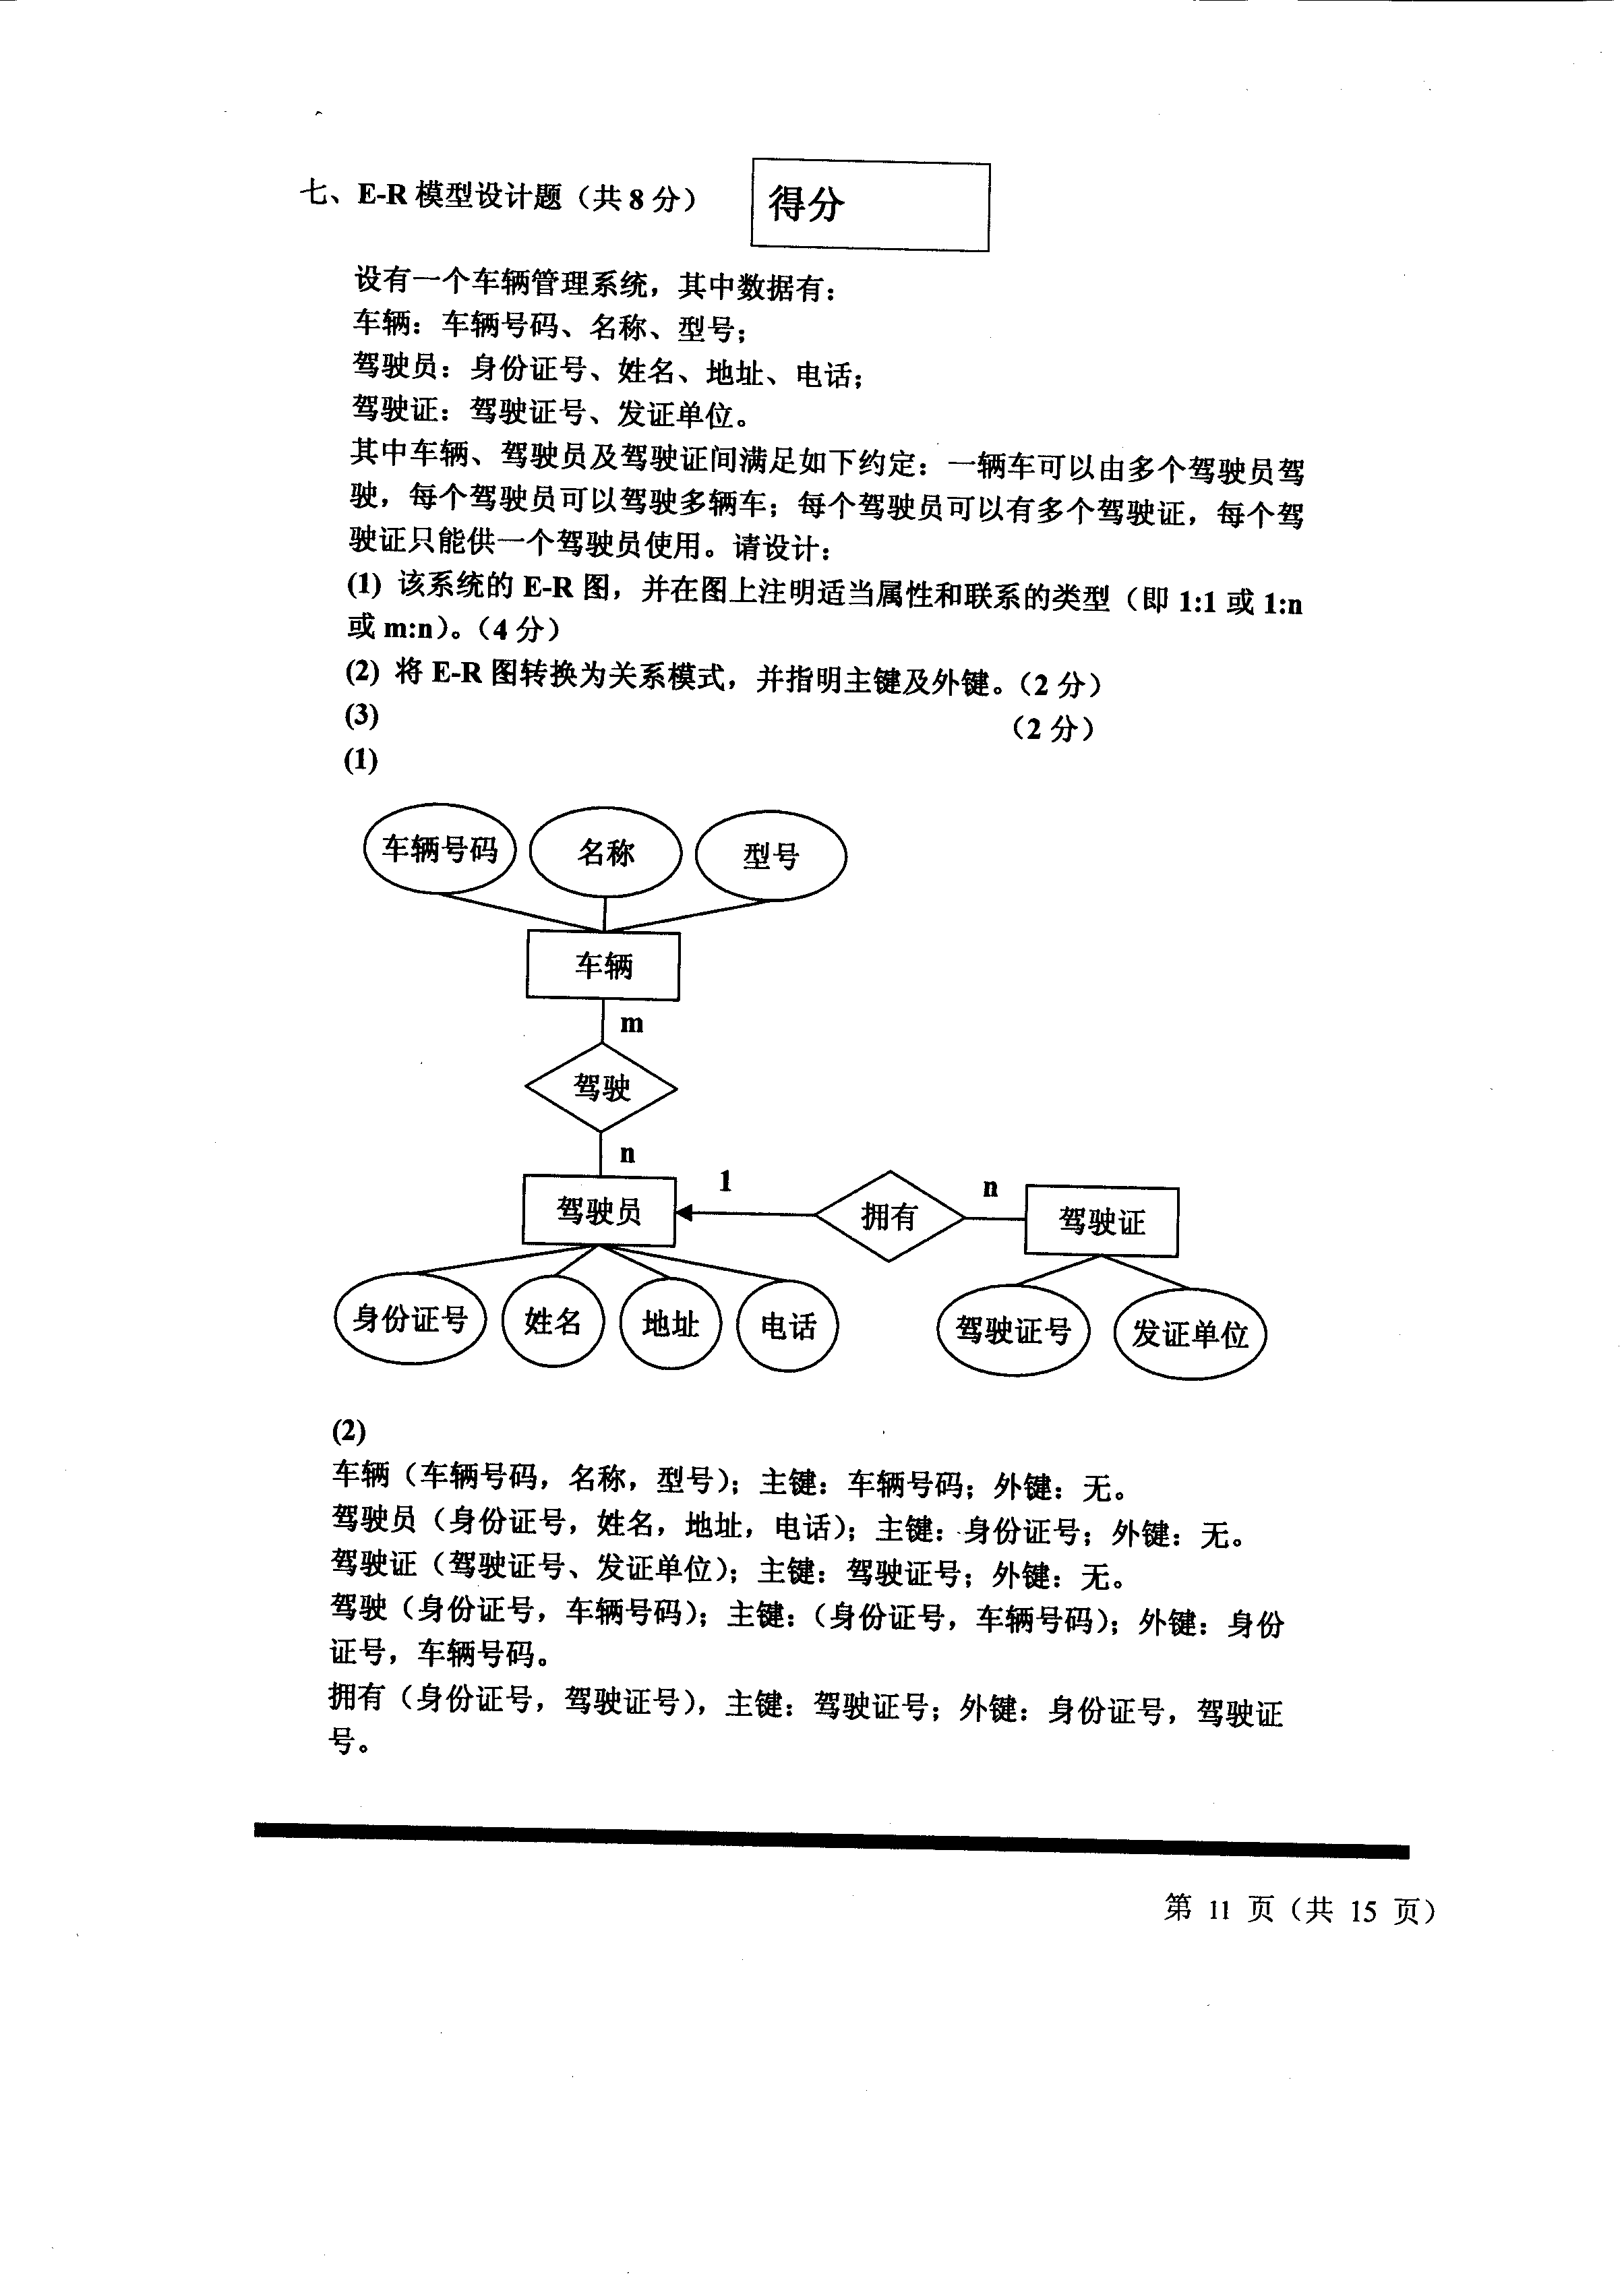 七、E-R 模型设计题（共 8 分）
得分
设有一个车辆管理系统，其中数据有：
车辆：车辆号码、名称、型号；
驾驶员：身份证号、姓名、地址、电话；
驾驶证：驾驶证号、发证单位。
其中车辆、驾驶员及驾驶证间满足如下约定：一辆车可以由多个驾驶员驾
驶，每个驾驶员可以驾驶多辆车；每个驾驶员可以有多个驾驶证，每个驾
驶证只能供一个驾驶员使用。请设计：
(1) 该系统的 E-R 图，并在图上注明适当属性和联系的类型（即 1:1 或 1:n
或 m:n）。（4 分）
(2) 将 E-R 图转换为关系模式，并指明主键及外键。（2 分）
(3) （2 分）
(1)
车辆号码 名称 型号
车辆
m
驾驶
n
驾驶员 1 拥有 n 驾驶证
身份证号 姓名 地址 电话 驾驶证号 发证单位
(2)
车辆（车辆号码，名称，型号）；主键：车辆号码；外键：无。
驾驶员（身份证号，姓名，地址，电话）；主键：身份证号；外键：无。
驾驶证（驾驶证号、发证单位）；主键：驾驶证号；外键：无。
驾驶（身份证号，车辆号码）；主键：（身份证号，车辆号码）；外键：身份
证号，车辆号码。
拥有（身份证号，驾驶证号），主键：驾驶证号；外键：身份证号，驾驶证
号。
第 11 页（共 15 页）